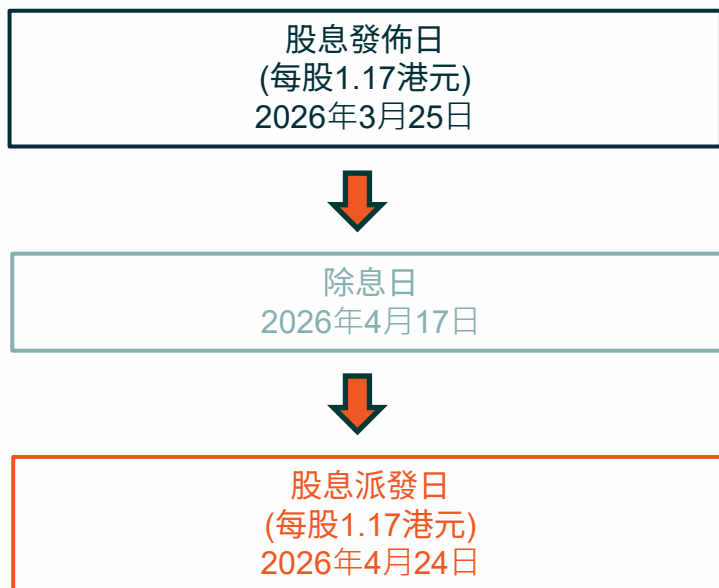 股息發佈日
(每股1.17港元)
2026年3月25日
除息日
2026年4月17日
股息派發日
(每股1.17港元)
2026年4月24日